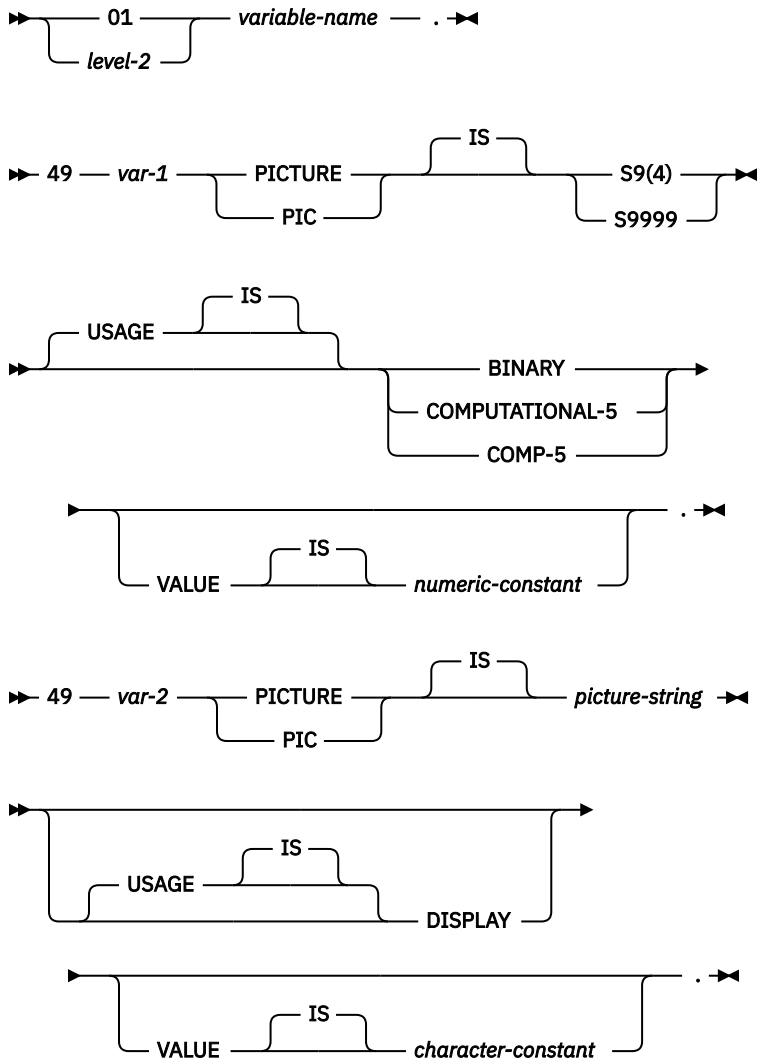 01 variable-name .
level-2
IS
49 var-1 PICTURE S9(4)
PIC S9999
IS
USAGE
BINARY
COMPUTATIONAL-5
COMP-5
.
IS
VALUE numeric-constant
IS
49 var-2 PICTURE picture-string
PIC
IS
USAGE
DISPLAY
.
IS
VALUE character-constant